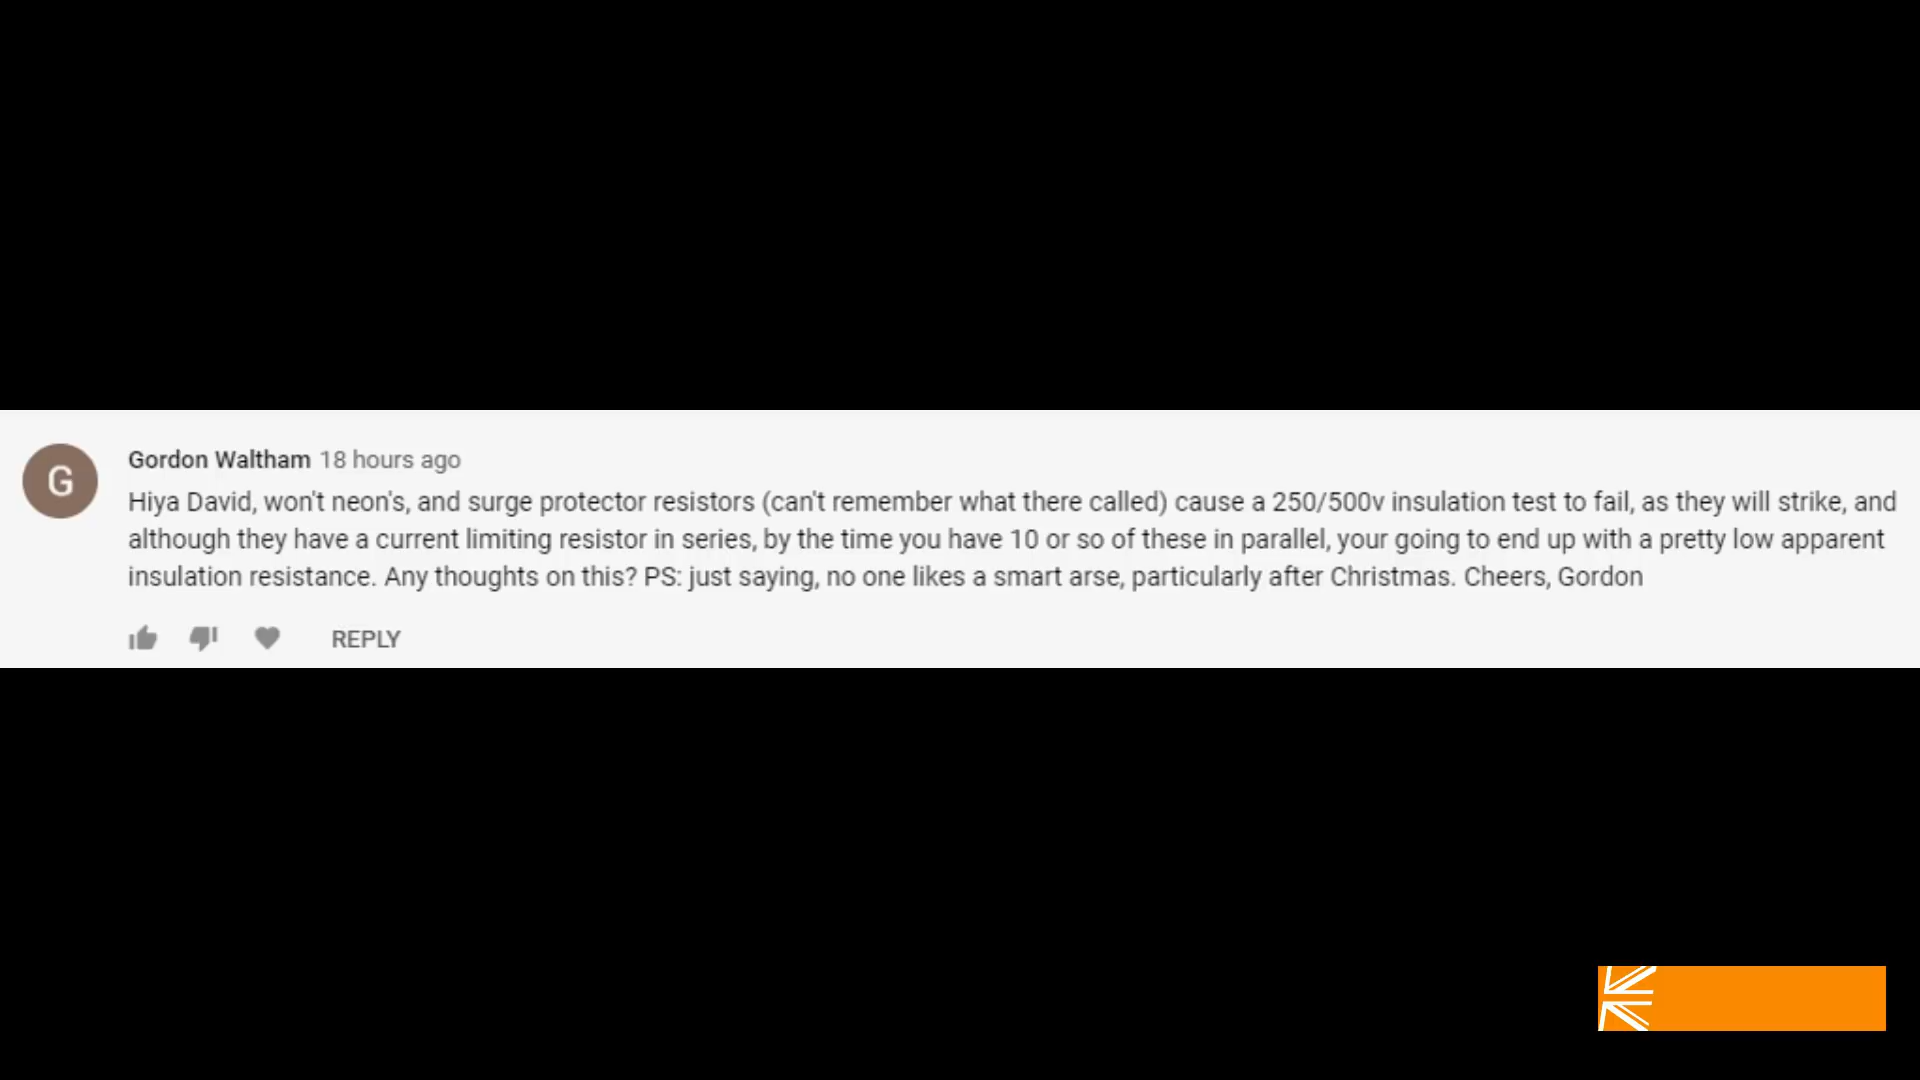 G
Gordon Waltham 18 hours ago
Hiya David, won't neon's, and surge protector resistors (can't remember what there called) cause a 250/500v insulation test to fail, as they will strike, and
although they have a current limiting resistor in series, by the time you have 10 or so of these in parallel, your going to end up with a pretty low apparent
insulation resistance. Any thoughts on this? PS: just saying, no one likes a smart arse, particularly after Christmas. Cheers, Gordon
REPLY